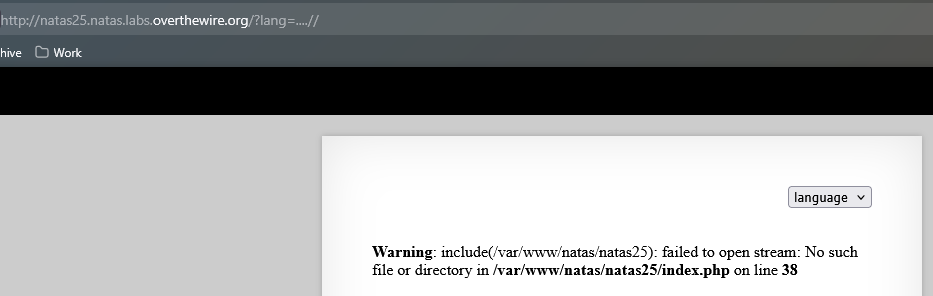 http://natas25.natas.labs.overthewire.org/?lang=....//
hive Work
language
Warning: include(/var/www/natas/natas25): failed to open stream: No such
file or directory in /var/www/natas/natas25/index.php on line 38